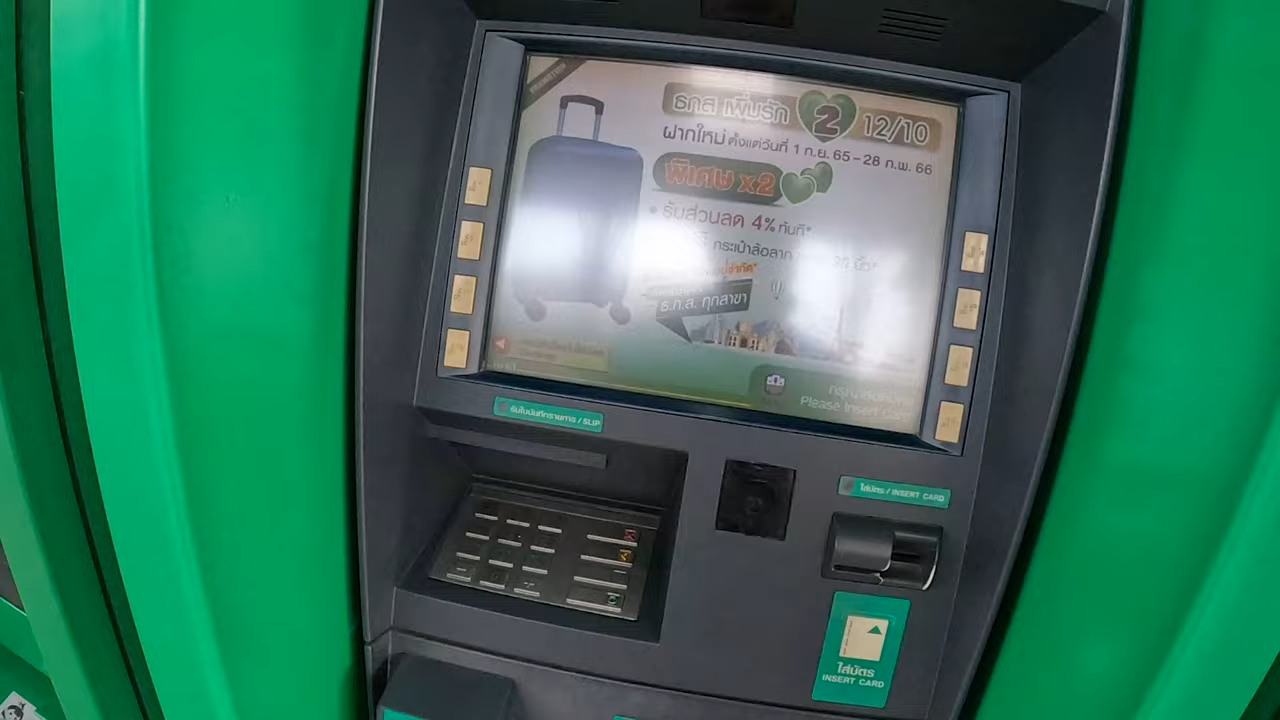 ธกส เพิ่มรัก 2 12/10
ฝากใหม่ ตั้งแต่วันที่ 1 ก.ย. 65 - 28 ก.พ. 66
พิเศษ x2
• รับส่วนลด 4% ทันที*
กระเป๋าล้อลาก
ธ.ก.ส. ทุกสาขา
Please Insert
รับใบบันทึกรายการ / SLIP
ใส่บัตร / INSERT CARD
ใส่บัตร
INSERT CARD